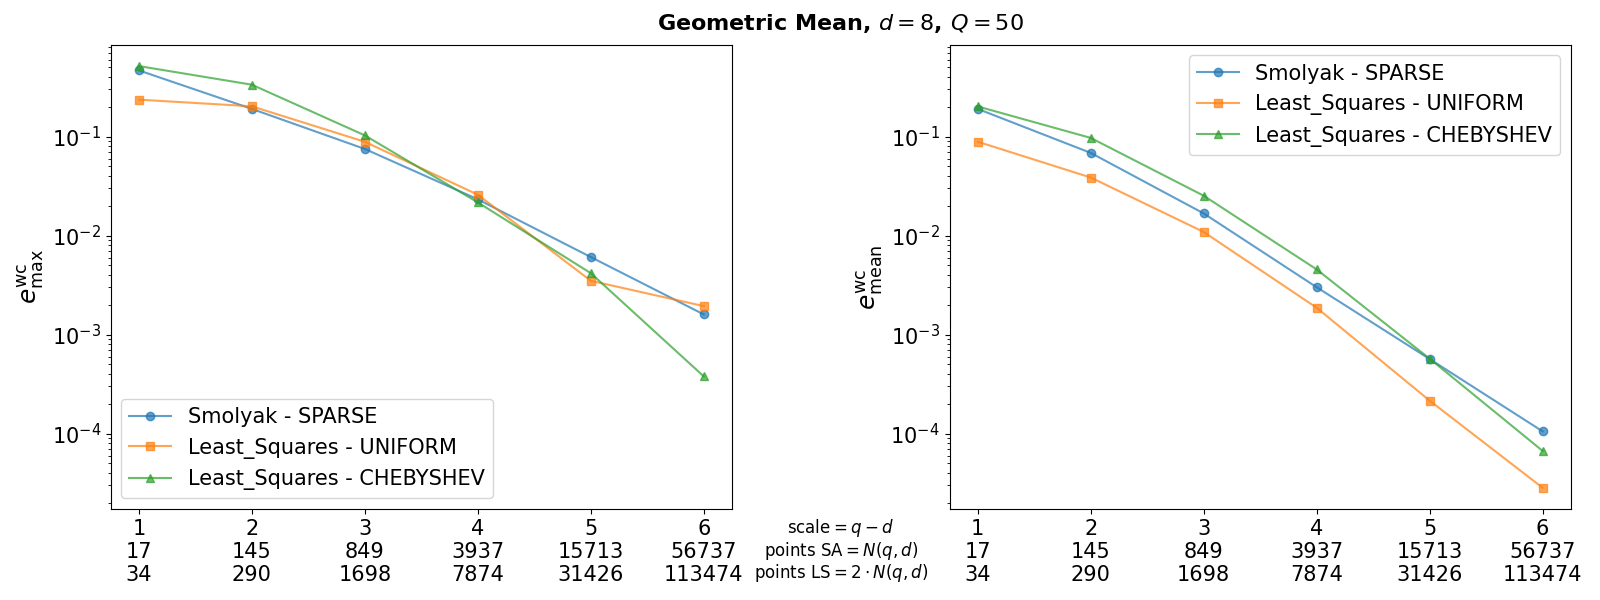 Geometric Mean, d = 8, Q = 50
e^wc_max
10^-1
10^-2
10^-3
10^-4
Smolyak - SPARSE
Least_Squares - UNIFORM
Least_Squares - CHEBYSHEV
1 2 3 4 5 6
17 145 849 3937 15713 56737
34 290 1698 7874 31426 113474
scale = q − d
points SA = N(q, d)
points LS = 2 · N(q, d)
e^wc_mean
10^-1
10^-2
10^-3
10^-4
Smolyak - SPARSE
Least_Squares - UNIFORM
Least_Squares - CHEBYSHEV
1 2 3 4 5 6
17 145 849 3937 15713 56737
34 290 1698 7874 31426 113474